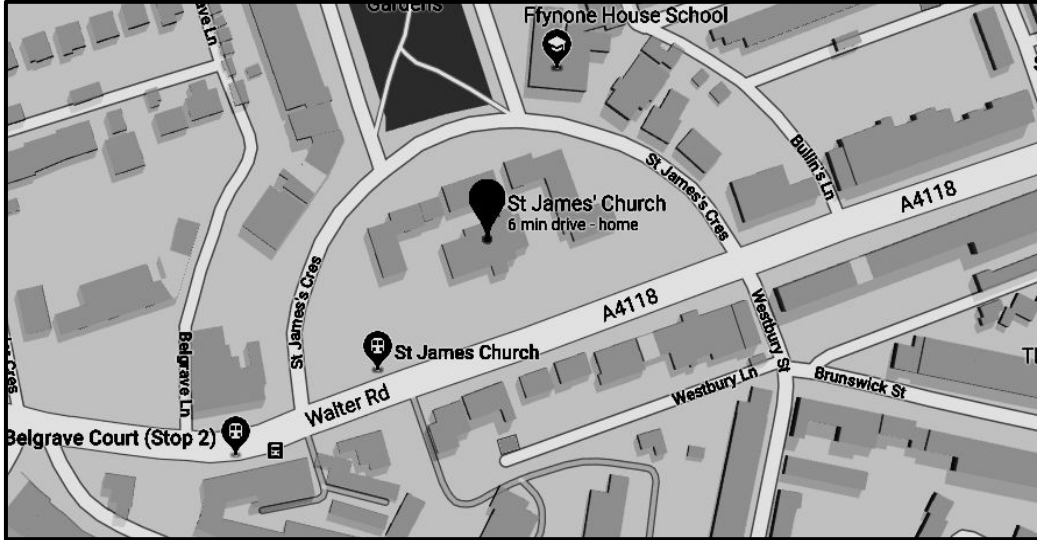 Gardens
Ffynone House School
Bullin's Ln
St James's Cres
A4118
St James' Church
6 min drive - home
St James's Cres
A4118
Westbury St
Belgrave Ln
St James Church
Walter Rd
Westbury Ln
Brunswick St
Belgrave Court (Stop 2)
Cres